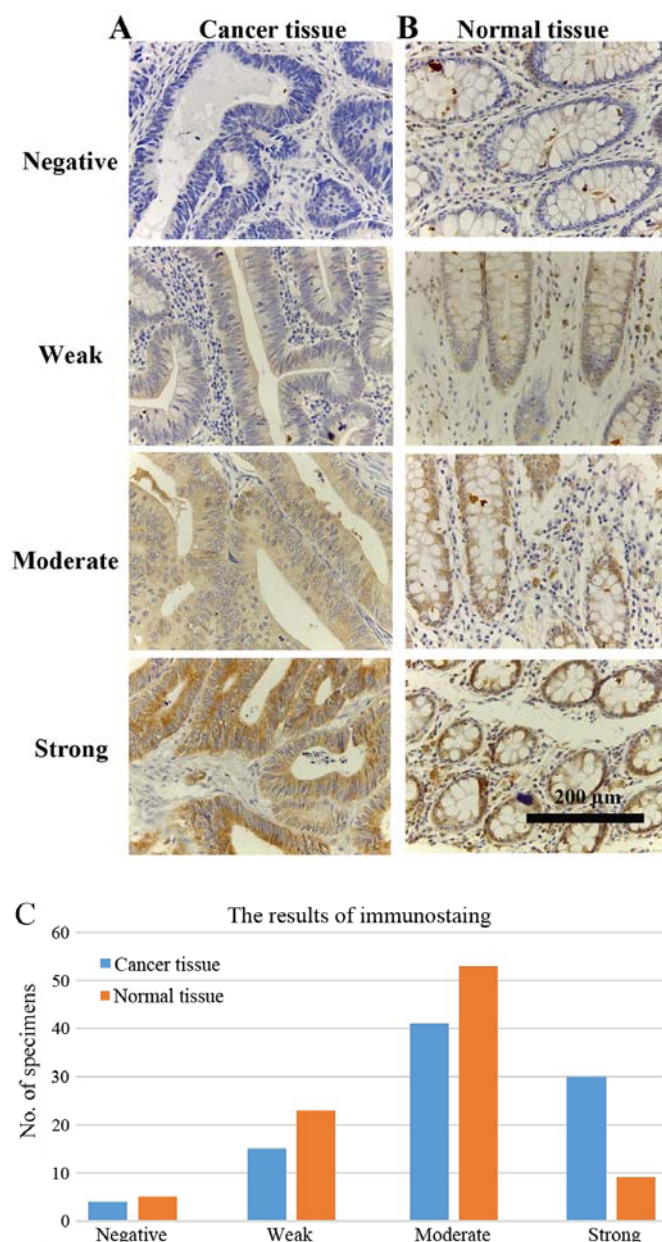 A Cancer tissue B Normal tissue
Negative
Weak
Moderate
Strong
200 µm
C The results of immunostaing
60
50
40
30
20
10
0
No. of specimens
Cancer tissue
Normal tissue
Negative Weak Moderate Strong